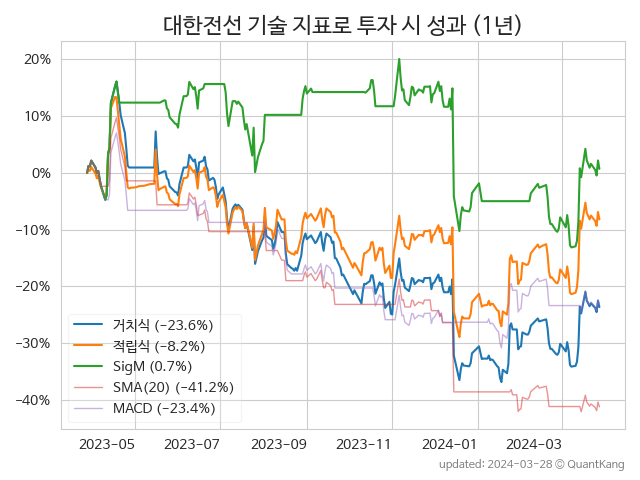 대한전선 기술 지표로 투자 시 성과 (1년)
20%
10%
0%
−10%
−20%
−30%
−40%
거치식 (−23.6%)
적립식 (−8.2%)
SigM (0.7%)
SMA(20) (−41.2%)
MACD (−23.4%)
2023-05
2023-07
2023-09
2023-11
2024-01
2024-03
updated: 2024-03-28 © QuantKang